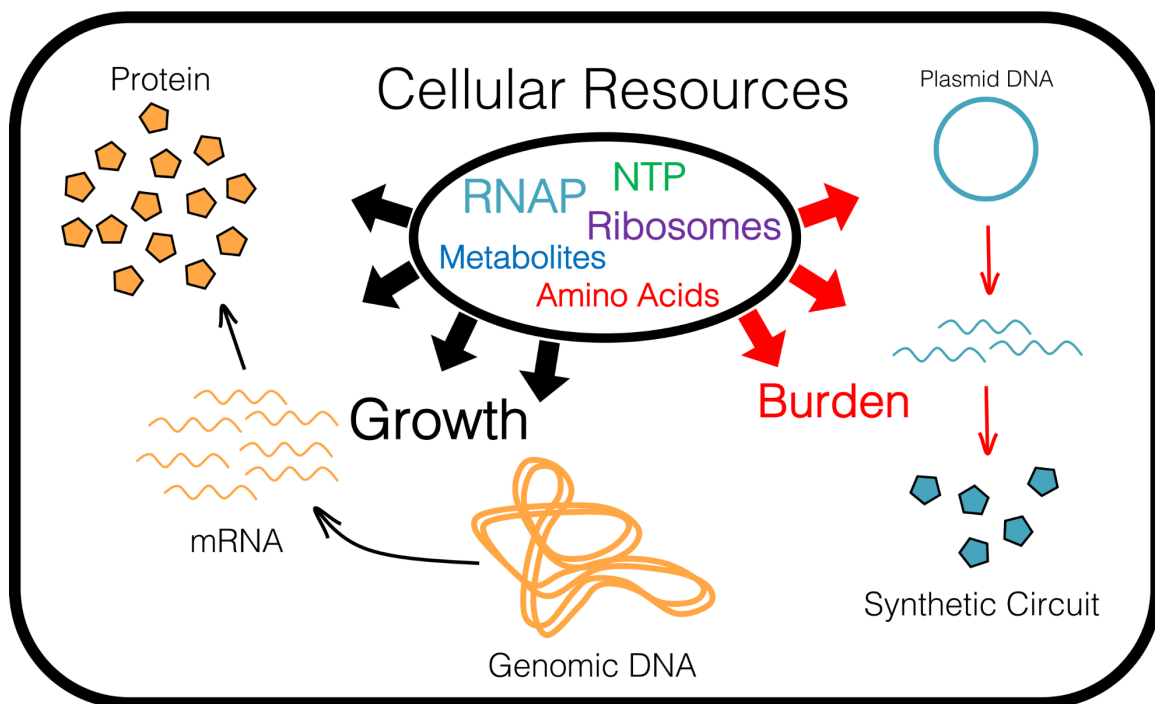 Protein
Cellular Resources
Plasmid DNA
NTP
RNAP
Ribosomes
Metabolites
Amino Acids
Growth
Burden
mRNA
Synthetic Circuit
Genomic DNA